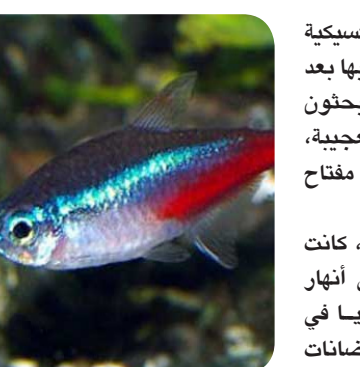 سيكية
يها بعد
بحثون
عجيبة،
مفتاح
، كانت
أنهار
يـا في
ضانات